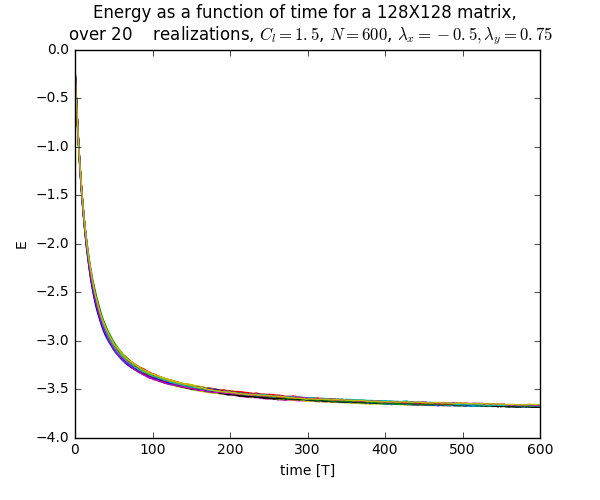 Energy as a function of time for a 128X128 matrix,
over 20    realizations, $C_l = 1.5$, $N = 600$, $\lambda_x = -0.5, \lambda_y = 0.75$
0.0
−0.5
−1.0
−1.5
−2.0
−2.5
−3.0
−3.5
−4.0
E
0 100 200 300 400 500 600
time [T]